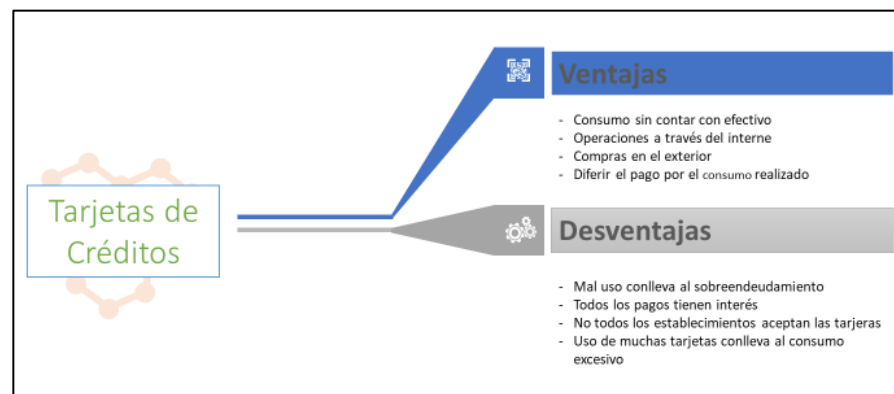 Tarjetas de
Créditos
Ventajas
- Consumo sin contar con efectivo
- Operaciones a través del interne
- Compras en el exterior
- Diferir el pago por el consumo realizado
Desventajas
- Mal uso conlleva al sobreendeudamiento
- Todos los pagos tienen interés
- No todos los establecimientos aceptan las tarjeras
- Uso de muchas tarjetas conlleva al consumo
excesivo